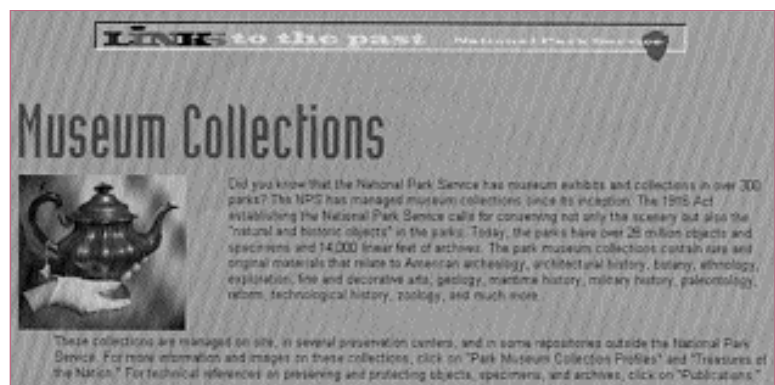 LINKS to the past National Park Service
Museum Collections
Did you know that the National Park Service has museum exhibits and collections in over 300
parks? The NPS has managed museum collections since its inception. The 1916 Act
establishing the National Park Service calls for conserving not only the scenery but also the
"natural and historic objects" in the parks. Today, the parks have over 28 million objects and
specimens and 14,000 linear feet of archives. The park museum collections contain rare and
original materials that relate to American archeology, architectural history, botany, ethnology,
exploration, fine and decorative arts, geology, maritime history, military history, paleontology,
reform, technological history, zoology, and much more.
These collections are managed on site, in several preservation centers, and in some repositories outside the National Park
Service. For more information and images on these collections, click on "Park Museum Collection Profiles" and "Treasures of
the Nation." For technical references on preserving and protecting objects, specimens, and archives, click on "Publications."